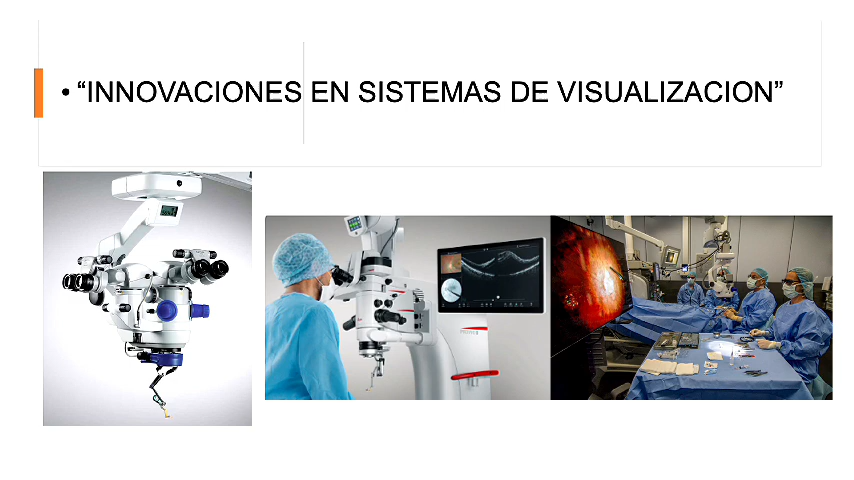 • “INNOVACIONES EN SISTEMAS DE VISUALIZACION”